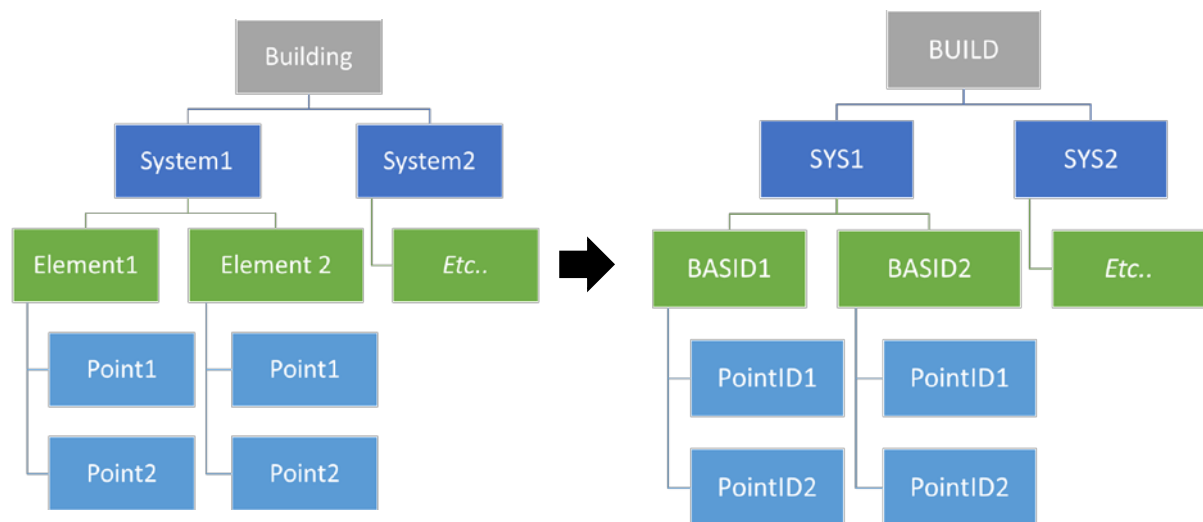 Building
System1
System2
Element1
Element 2
Etc..
Point1
Point1
Point2
Point2
BUILD
SYS1
SYS2
BASID1
BASID2
Etc..
PointID1
PointID1
PointID2
PointID2